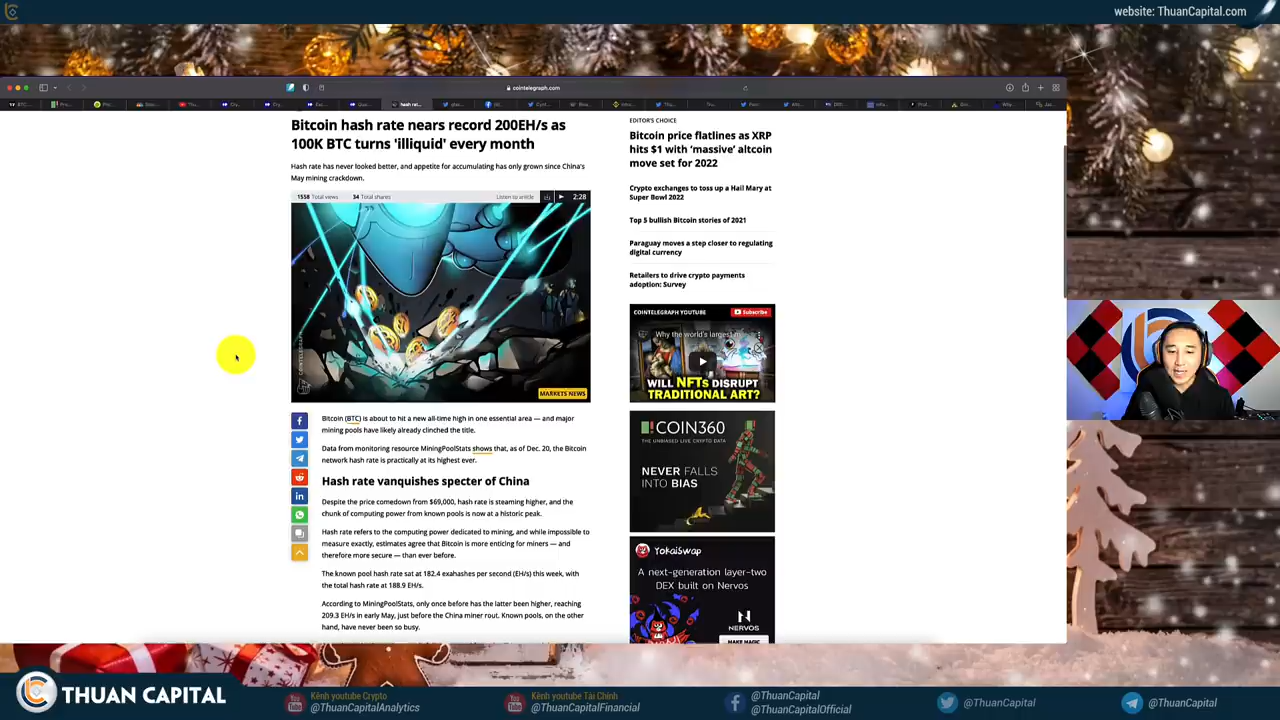 website: ThuanCapital.com
cointelegraph.com
Bitcoin hash rate nears record 200EH/s as
100K BTC turns 'illiquid' every month
Hash rate has never looked better, and appetite for accumulating has only grown since China's
May mining crackdown.
1558 Total views 34 Total shares Listen to article 2:28
COINTELEGRAPH
MARKETS NEWS
Bitcoin (BTC) is about to hit a new all-time high in one essential area — and major
mining pools have likely already clinched the title.
Data from monitoring resource MiningPoolStats shows that, as of Dec. 20, the Bitcoin
network hash rate is practically at its highest ever.
Hash rate vanquishes specter of China
Despite the price comedown from $69,000, hash rate is steaming higher, and the
chunk of computing power from known pools is now at a historic peak.
Hash rate refers to the computing power dedicated to mining, and while impossible to
measure exactly, estimates agree that Bitcoin is more enticing for miners — and
therefore more secure — than ever before.
The known pool hash rate sat at 182.4 exahashes per second (EH/s) this week, with
the total hash rate at 188.9 EH/s.
According to MiningPoolStats, only once before has the latter been higher, reaching
209.3 EH/s in early May, just before the China miner rout. Known pools, on the other
hand, have never been so busy.
EDITOR'S CHOICE
Bitcoin price flatlines as XRP
hits $1 with 'massive' altcoin
move set for 2022
Crypto exchanges to toss up a Hail Mary at
Super Bowl 2022
Top 5 bullish Bitcoin stories of 2021
Paraguay moves a step closer to regulating
digital currency
Retailers to drive crypto payments
adoption: Survey
COINTELEGRAPH YOUTUBE Subscribe
Why the world's largest
WILL NFTs DISRUPT
TRADITIONAL ART?
COIN360
THE UNBIASED LIVE CRYPTO DATA
NEVER FALLS
INTO BIAS
YokaiSwap
A next-generation layer-two
DEX built on Nervos
NERVOS
MAKE MAGIC
THUAN CAPITAL
Kênh youtube Crypto
@ThuanCapitalAnalytics
Kênh youtube Tài Chính
@ThuanCapitalFinancial
@ThuanCapital
@ThuanCapitalOfficial
@ThuanCapital
@ThuanCapital